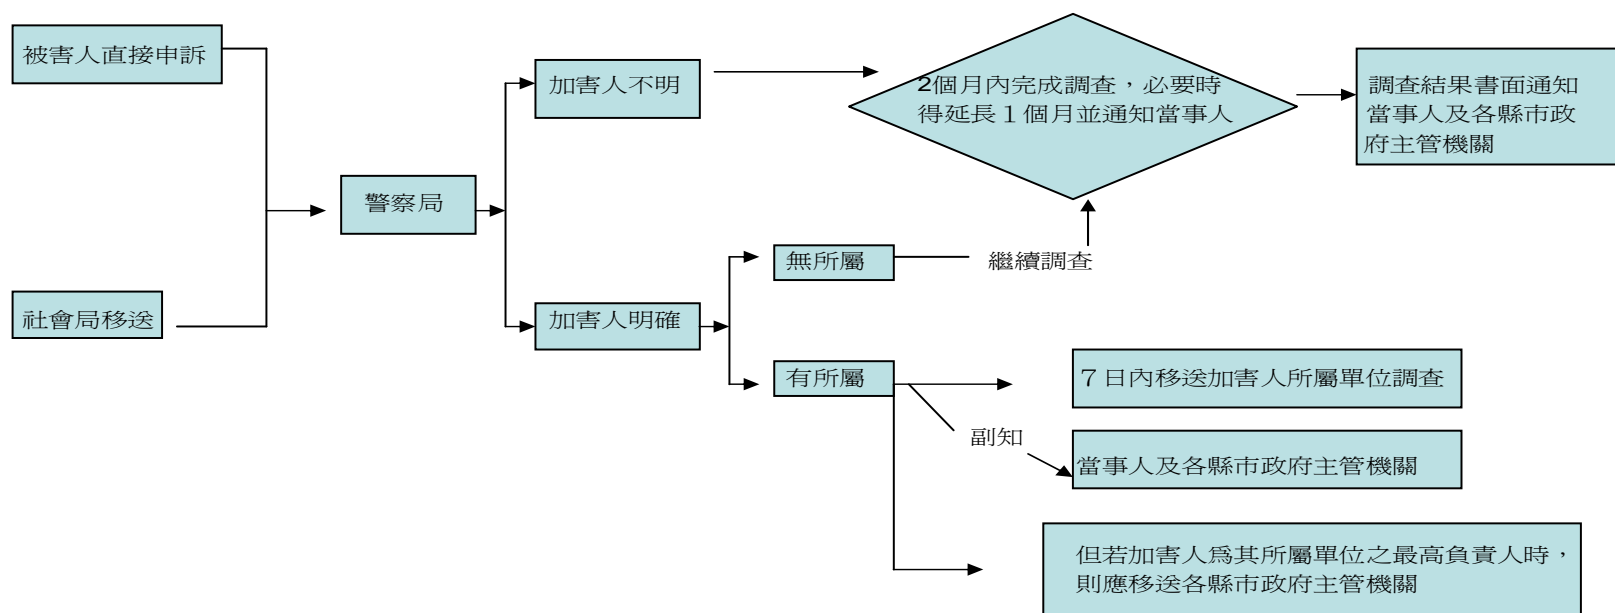 被害人直接申訴
社會局移送
警察局
加害人不明
加害人明確
2個月內完成調查，必要時
得延長１個月並通知當事人
調查結果書面通知
當事人及各縣市政
府主管機關
無所屬
繼續調查
有所屬
７日內移送加害人所屬單位調查
副知
當事人及各縣市政府主管機關
但若加害人為其所屬單位之最高負責人時，
則應移送各縣市政府主管機關